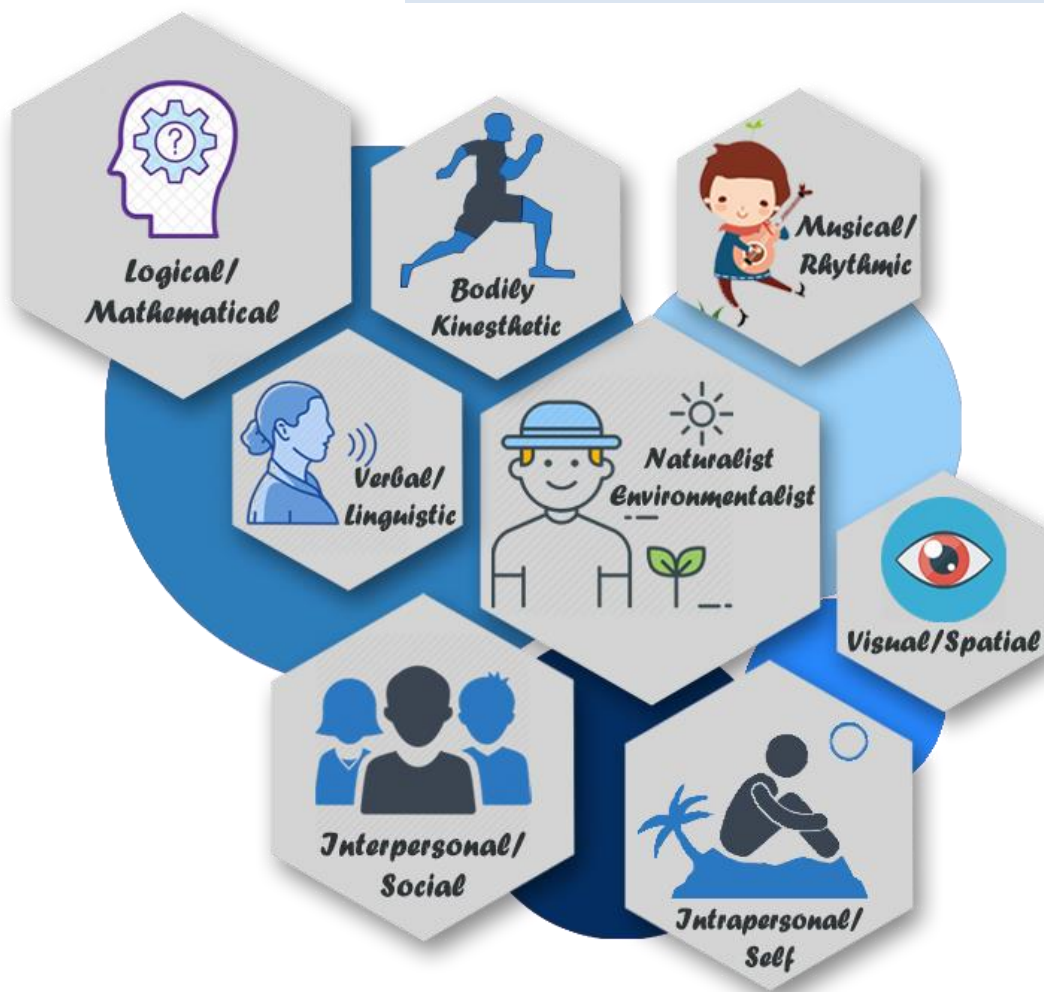 Logical/
Mathematical
Bodily
Kinesthetic
Musical/
Rhythmic
Verbal/
Linguistic
Naturalist
Environmentalist
Visual/Spatial
Interpersonal/
Social
Intrapersonal/
Self
?